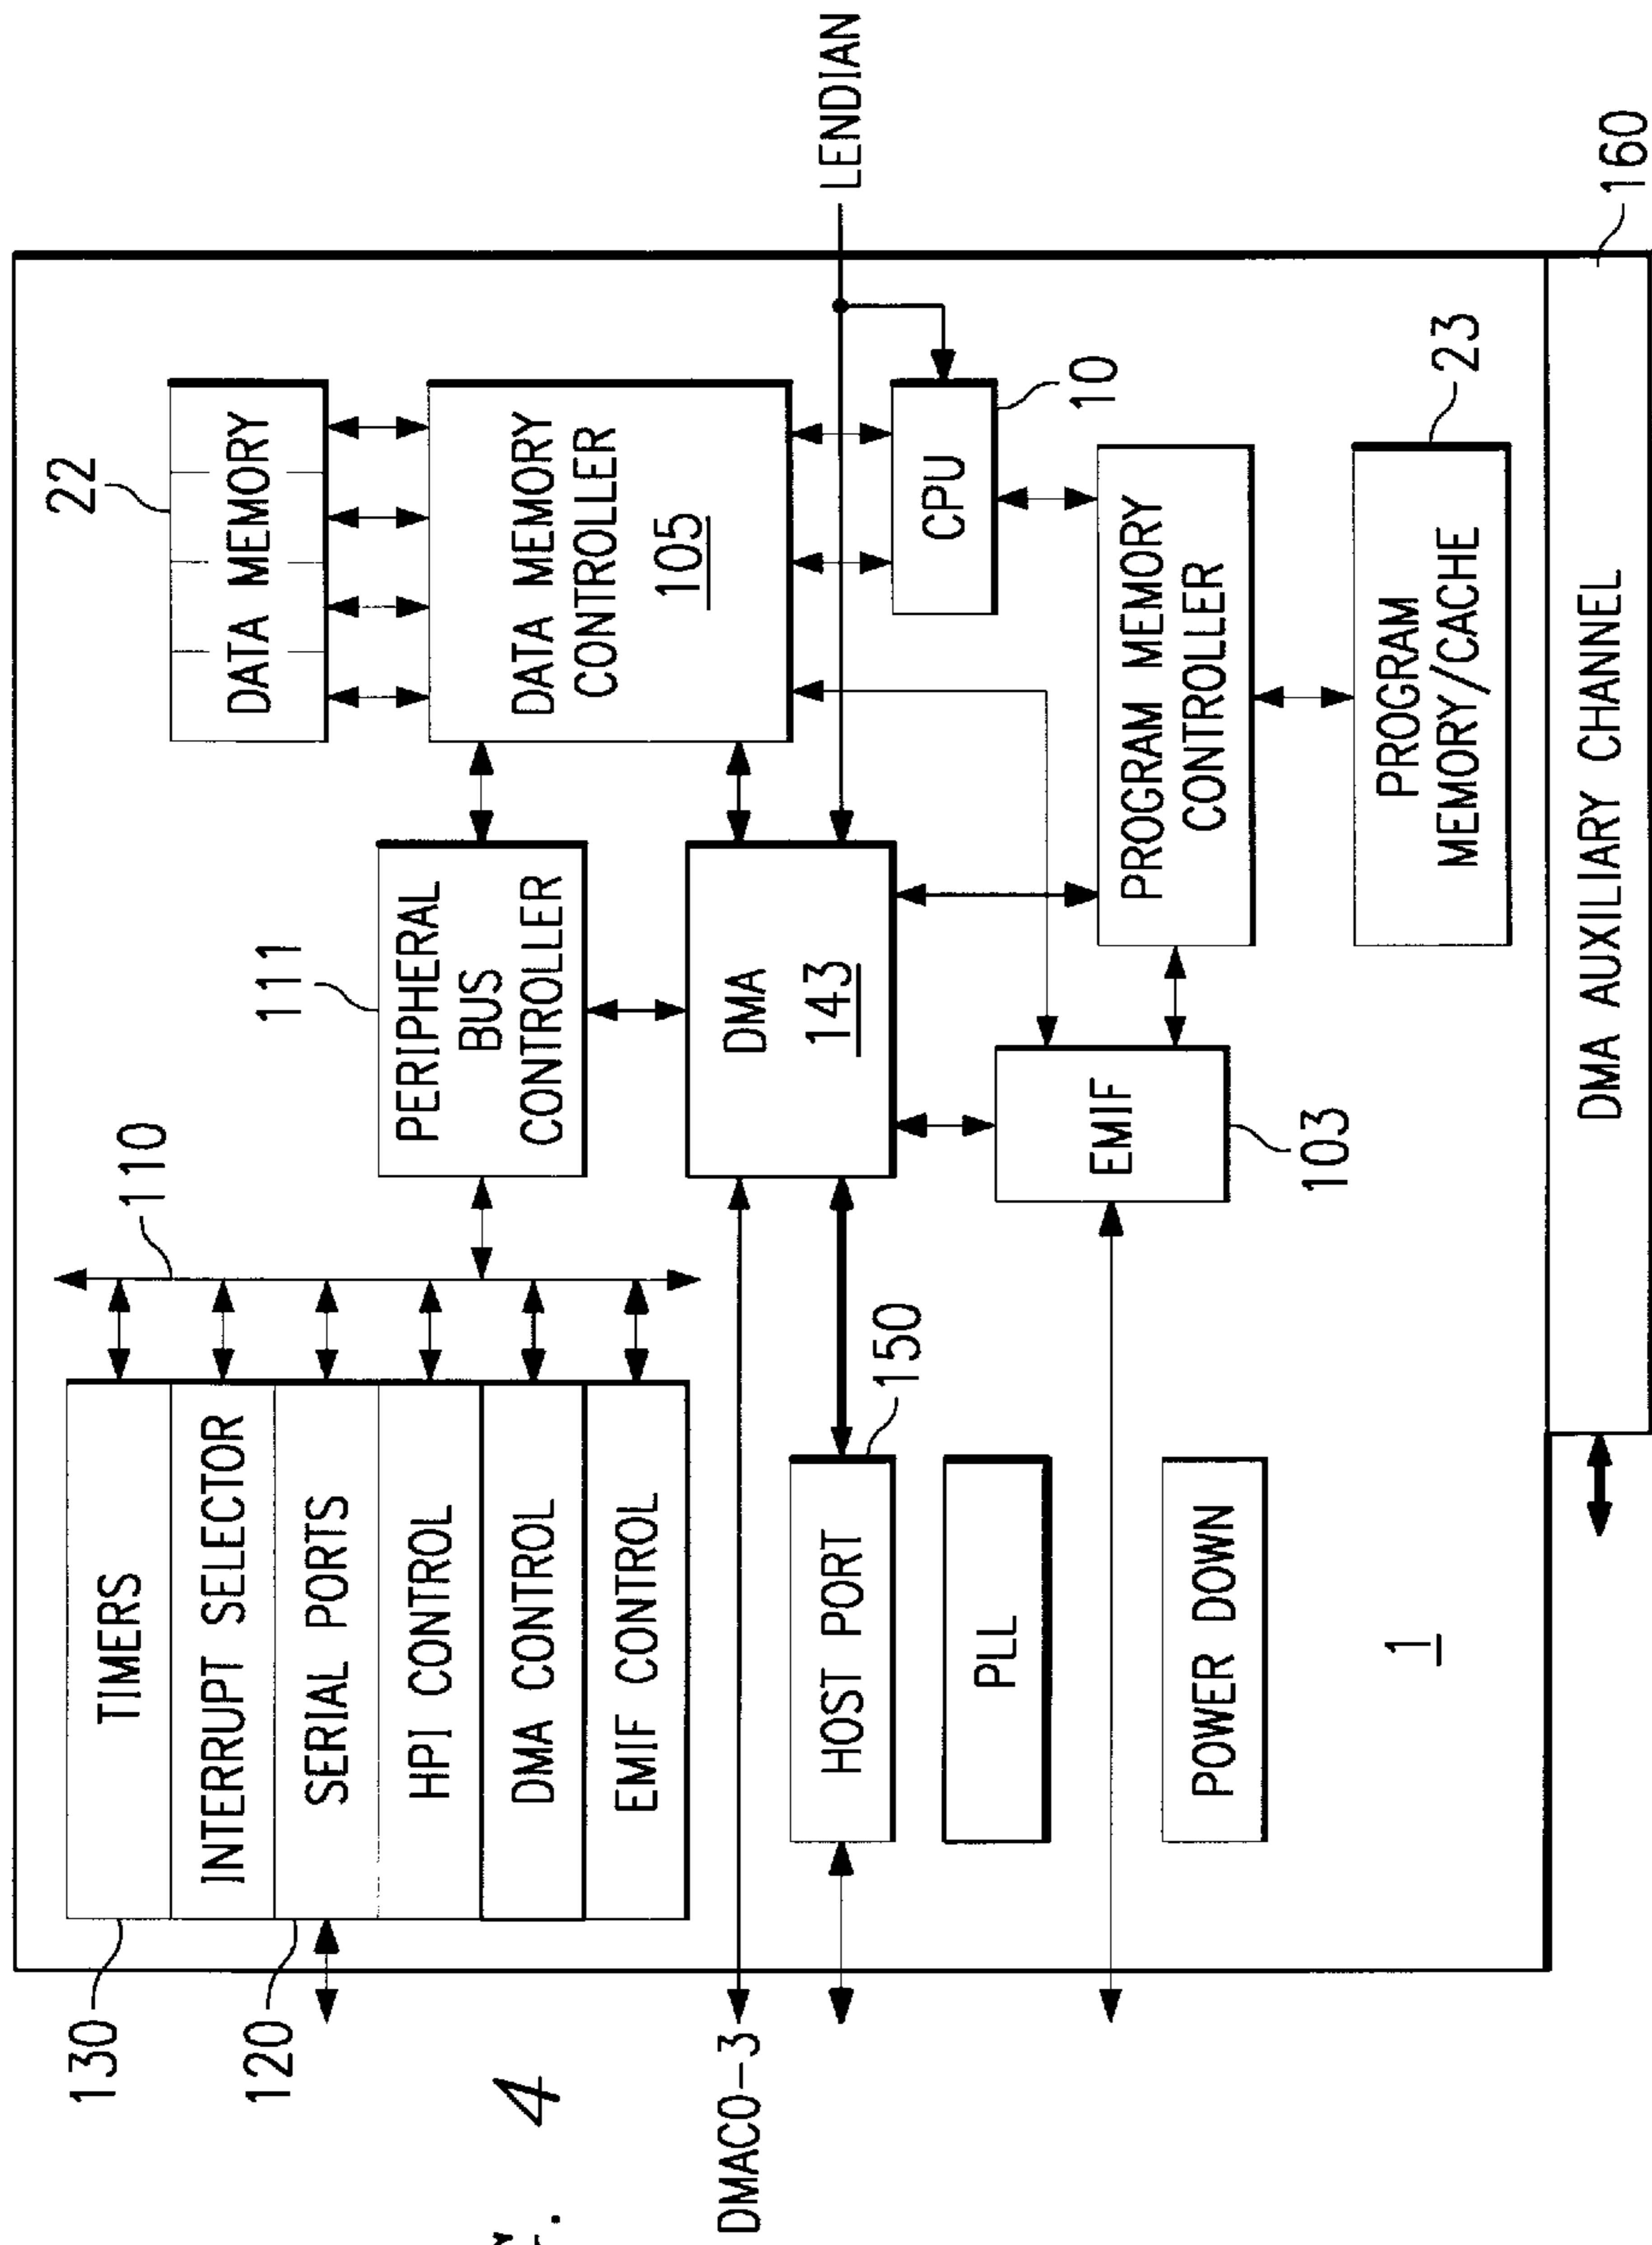 130
TIMERS
110
INTERRUPT SELECTOR
120
SERIAL PORTS
HPI CONTROL
DMA CONTROL
EMIF CONTROL
111
PERIPHERAL
BUS
CONTROLLER
22
DATA MEMORY
DATA MEMORY
CONTROLLER
105
4
DMAC0-3
DMA
143
LENDIAN
HOST PORT
150
PLL
POWER DOWN
EMIF
103
CPU
10
PROGRAM MEMORY
CONTROLLER
PROGRAM
MEMORY/CACHE
23
1
DMA AUXILIARY CHANNEL
160